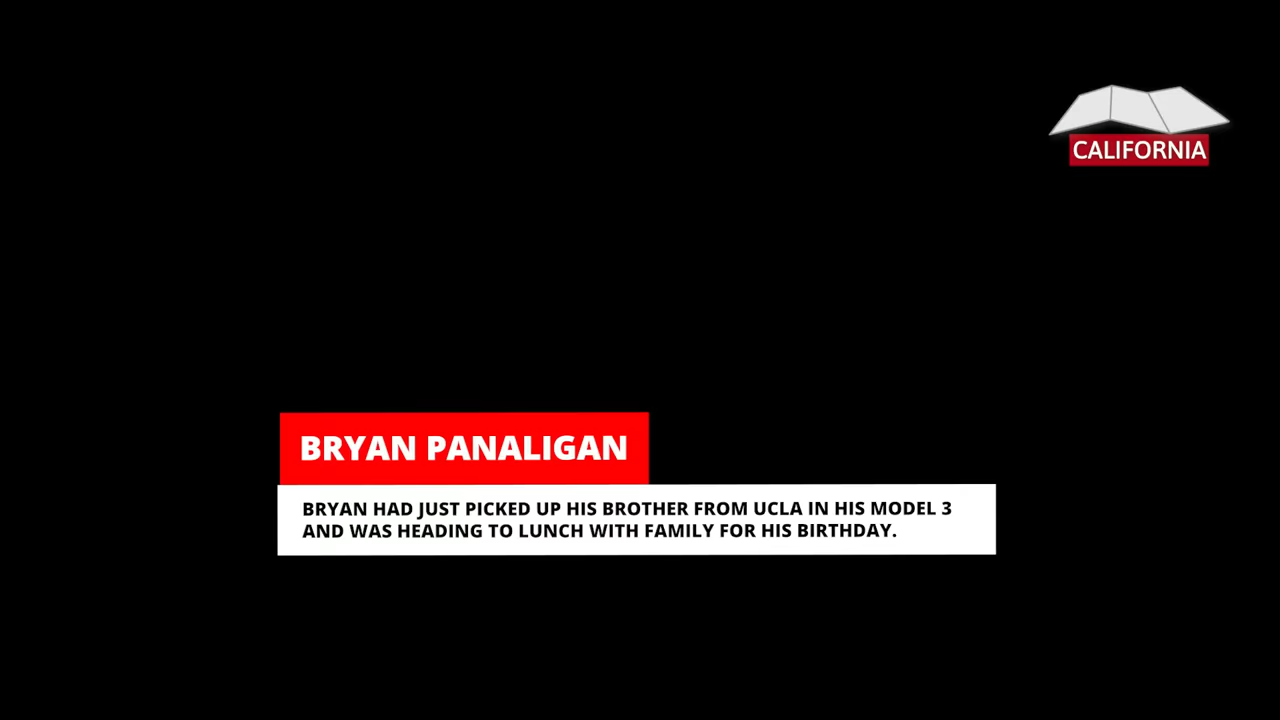 CALIFORNIA
BRYAN PANALIGAN
BRYAN HAD JUST PICKED UP HIS BROTHER FROM UCLA IN HIS MODEL 3
AND WAS HEADING TO LUNCH WITH FAMILY FOR HIS BIRTHDAY.